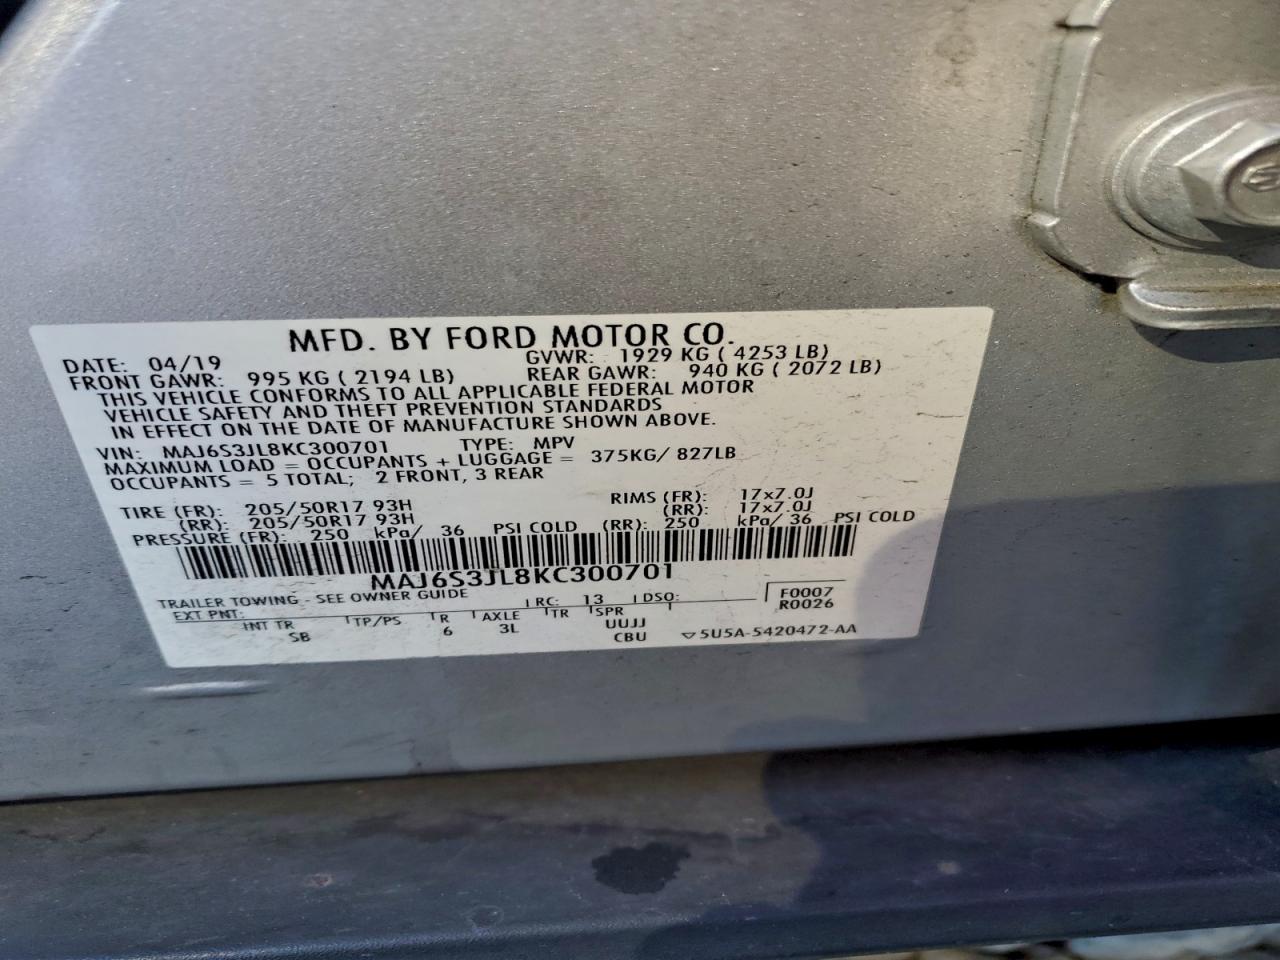 MFD. BY FORD MOTOR CO.
DATE: 04/19 GVWR: 1929 KG ( 4253 LB)
FRONT GAWR: 995 KG ( 2194 LB) REAR GAWR: 940 KG ( 2072 LB)
THIS VEHICLE CONFORMS TO ALL APPLICABLE FEDERAL MOTOR
VEHICLE SAFETY AND THEFT PREVENTION STANDARDS
IN EFFECT ON THE DATE OF MANUFACTURE SHOWN ABOVE.
VIN: MAJ6S3JL8KC300701 TYPE: MPV
MAXIMUM LOAD = OCCUPANTS + LUGGAGE = 375KG/ 827LB
OCCUPANTS = 5 TOTAL; 2 FRONT, 3 REAR
TIRE (FR): 205/50R17 93H RIMS (FR): 17x7.0J
(RR): 205/50R17 93H (RR): 17x7.0J
PRESSURE (FR): 250 kPa/ 36 PSI COLD (RR): 250 kPa/ 36 PSI COLD
MAJ6S3JL8KC300701
TRAILER TOWING - SEE OWNER GUIDE
EXT PNT: RC: 13 DSO: F0007
R0026
INT TR TP/PS R AXLE TR SPR
SB 6 3L UUJJ
CBU 5U5A-5420472-AA